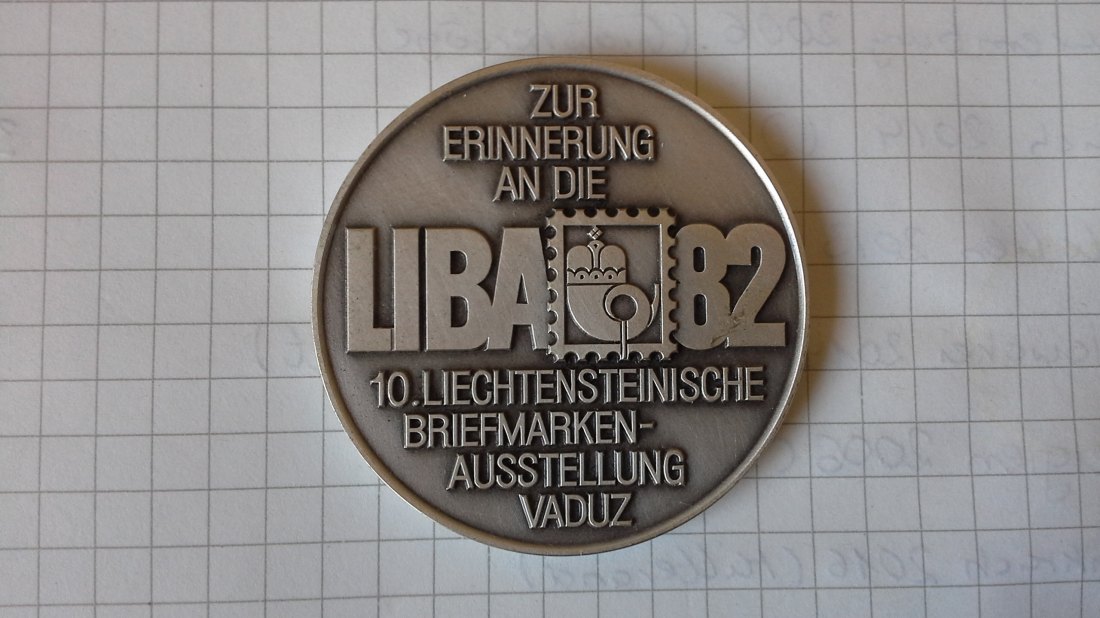 ZUR
ERINNERUNG
AN DIE
LIBA 82
10. LIECHTENSTEINISCHE
BRIEFMARKEN-
AUSSTELLUNG
VADUZ